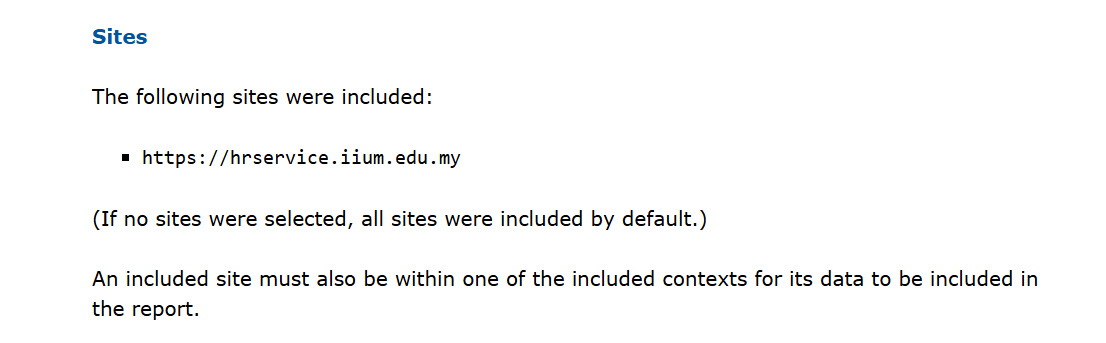 Sites
The following sites were included:
https://hrservice.iium.edu.my
(If no sites were selected, all sites were included by default.)
An included site must also be within one of the included contexts for its data to be included in
the report.